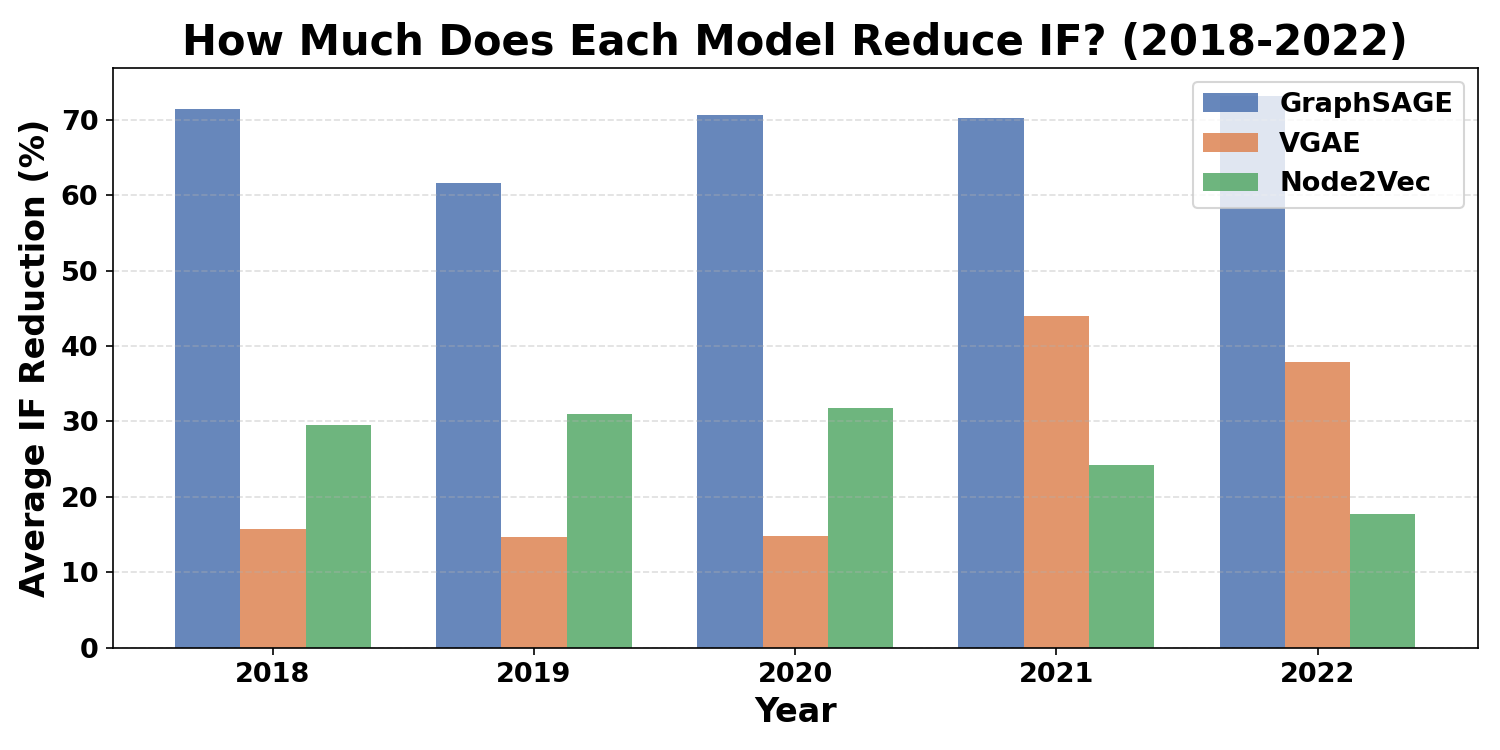 How Much Does Each Model Reduce IF? (2018-2022)
Average IF Reduction (%)
70
60
50
40
30
20
10
0
GraphSAGE
VGAE
Node2Vec
2018 2019 2020 2021 2022
Year